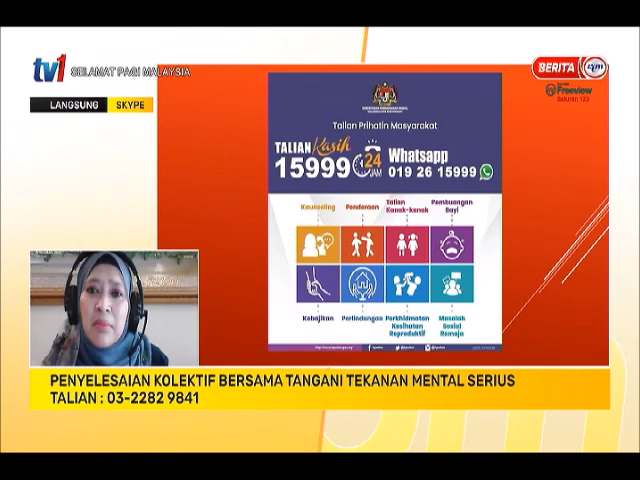 tv1
SELAMAT PAGI MALAYSIA
BERITA
Freeview
Saluran 123
LANGSUNG
SKYPE
Talian Prihatin Masyarakat
TALIAN Kasih
15999
24
JAM
Whatsapp
019 26 15999
Kaunseling
Penderaan
Talian
Kanak-kanak
Pembuangan
Bayi
Kebajikan
Perlindungan
Perkhidmatan
Kesihatan
Reproduktif
Masalah
Sosial
Remaja
PENYELESAIAN KOLEKTIF BERSAMA TANGANI TEKANAN MENTAL SERIUS
TALIAN : 03-2282 9841